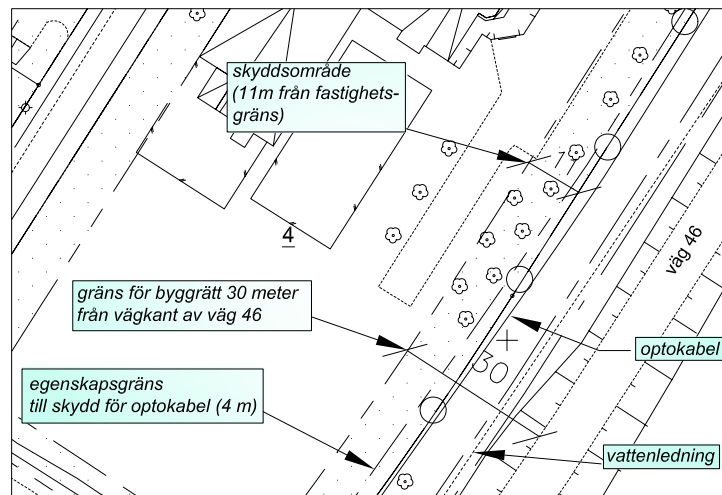 skyddsområde
(11m från fastighets-
gräns)
4
väg 46
gräns för byggrätt 30 meter
från vägkant av väg 46
optokabel
30
egenskapsgräns
till skydd för optokabel (4 m)
vattenledning